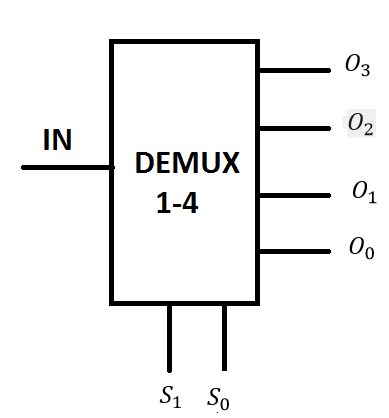 O₃
O₂
IN
DEMUX
1-4
O₁
O₀
S₁ S₀